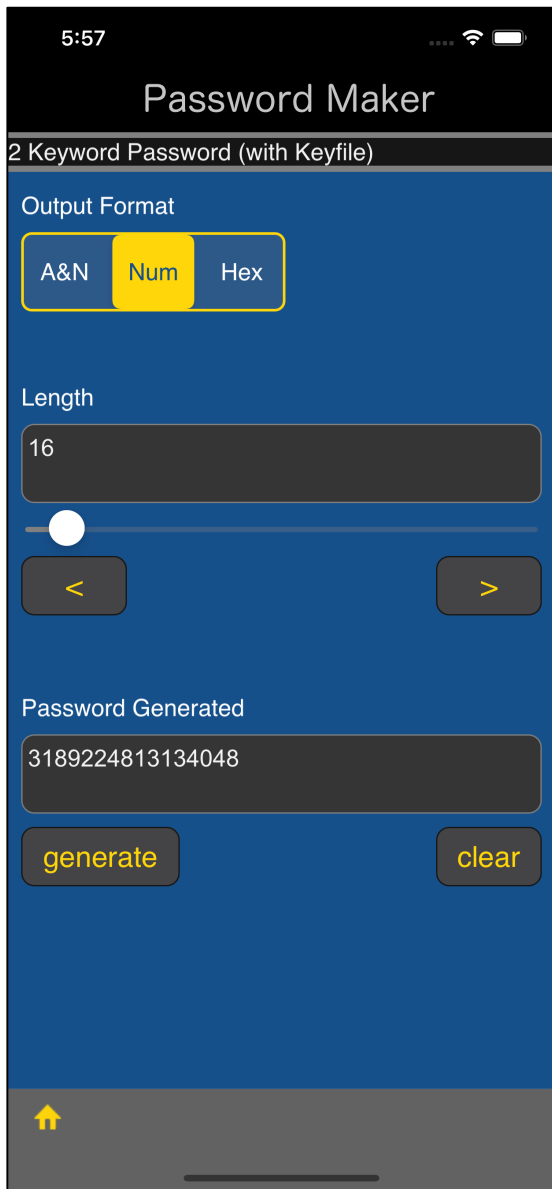 5:57
Password Maker
2 Keyword Password (with Keyfile)
Output Format
A&N Num Hex
Length
16
< >
Password Generated
3189224813134048
generate clear